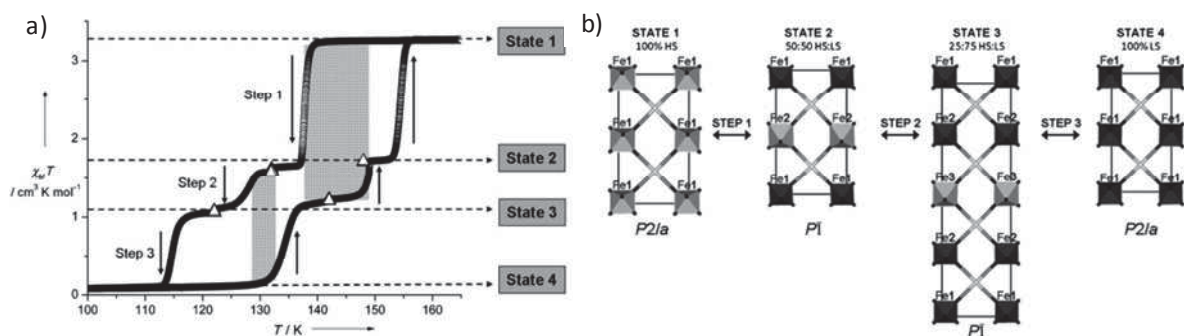 a)
3
2
1
0
χMT
/ cm³ K mol⁻¹
Step 1
Step 2
Step 3
State 1
State 2
State 3
State 4
100
110
120
130
140
150
160
T / K
b)
STATE 1
100% HS
Fe1 Fe1
Fe1 Fe1
Fe1 Fe1
P2/a
STEP 1
STATE 2
50:50 HS:LS
Fe1 Fe1
Fe2 Fe2
Fe1 Fe1
P1̄
STEP 2
STATE 3
25:75 HS:LS
Fe1 Fe1
Fe2 Fe2
Fe3 Fe3
Fe2 Fe2
Fe1 Fe1
P1̄
STEP 3
STATE 4
100% LS
Fe1 Fe1
Fe1 Fe1
Fe1 Fe1
P2/a